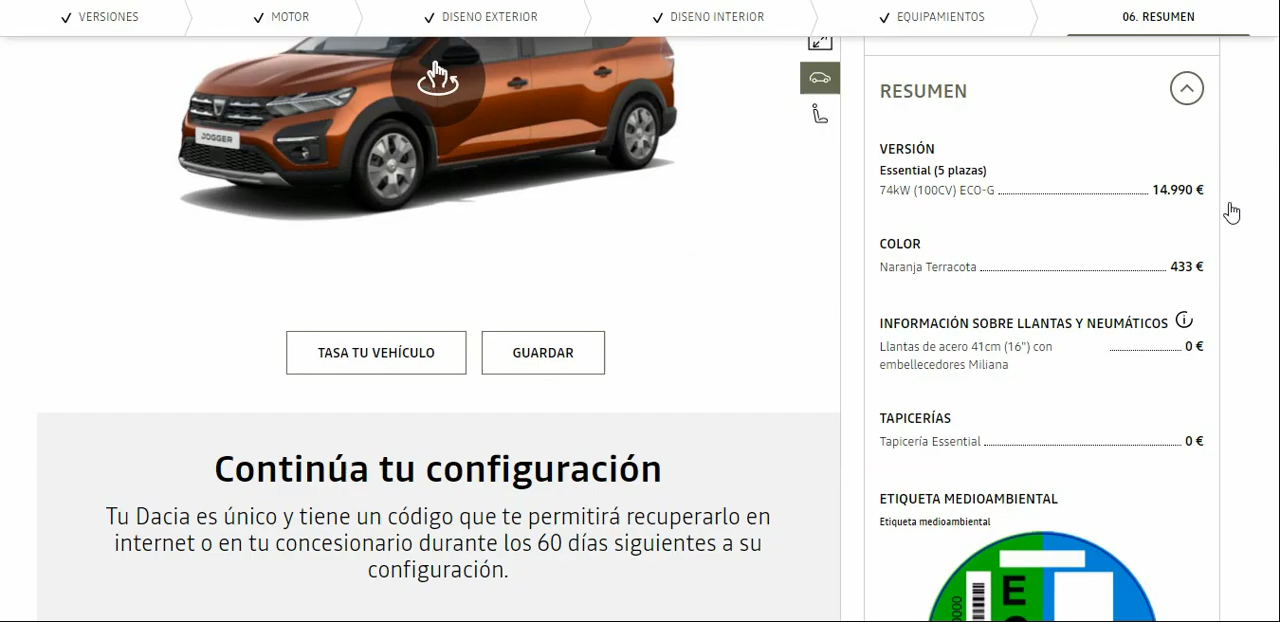 VERSIONES
MOTOR
DISENO EXTERIOR
DISENO INTERIOR
EQUIPAMIENTOS
06. RESUMEN
JOGGER
TASA TU VEHÍCULO
GUARDAR
Continúa tu configuración
Tu Dacia es único y tiene un código que te permitirá recuperarlo en
internet o en tu concesionario durante los 60 días siguientes a su
configuración.
RESUMEN
VERSIÓN
Essential (5 plazas)
74kW (100CV) ECO-G 14.990 €
COLOR
Naranja Terracota 433 €
INFORMACIÓN SOBRE LLANTAS Y NEUMÁTICOS
Llantas de acero 41cm (16") con 0 €
embellecedores Miliana
TAPICERÍAS
Tapicería Essential 0 €
ETIQUETA MEDIOAMBIENTAL
Etiqueta medioambiental